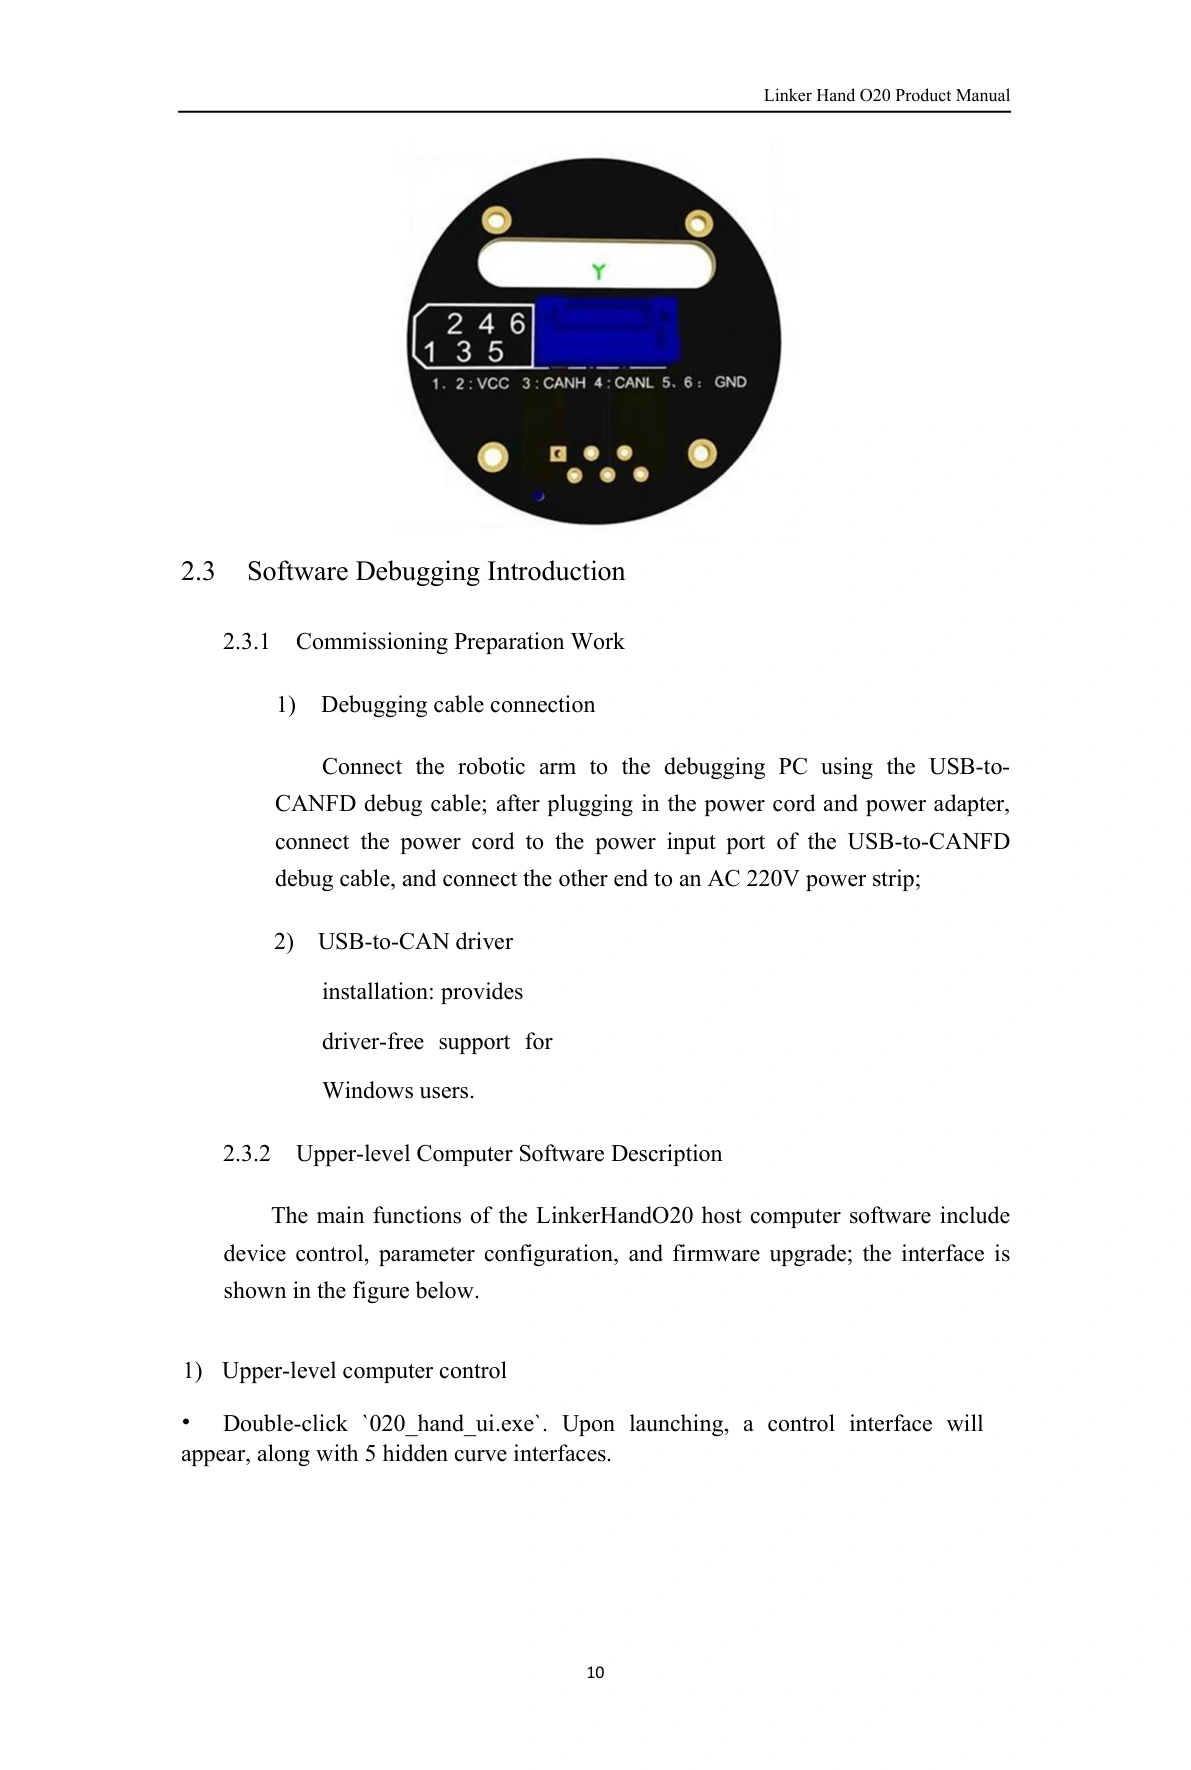 Linker Hand O20 Product Manual
Y
2 4 6
1 3 5
1、2：VCC 3：CANH 4：CANL 5、6： GND
2.3 Software Debugging Introduction
2.3.1 Commissioning Preparation Work
1) Debugging cable connection
Connect the robotic arm to the debugging PC using the USB-to-
CANFD debug cable; after plugging in the power cord and power adapter,
connect the power cord to the power input port of the USB-to-CANFD
debug cable, and connect the other end to an AC 220V power strip;
2) USB-to-CAN driver
installation: provides
driver-free support for
Windows users.
2.3.2 Upper-level Computer Software Description
The main functions of the LinkerHandO20 host computer software include
device control, parameter configuration, and firmware upgrade; the interface is
shown in the figure below.
1) Upper-level computer control
• Double-click `020_hand_ui.exe`. Upon launching, a control interface will
appear, along with 5 hidden curve interfaces.
10